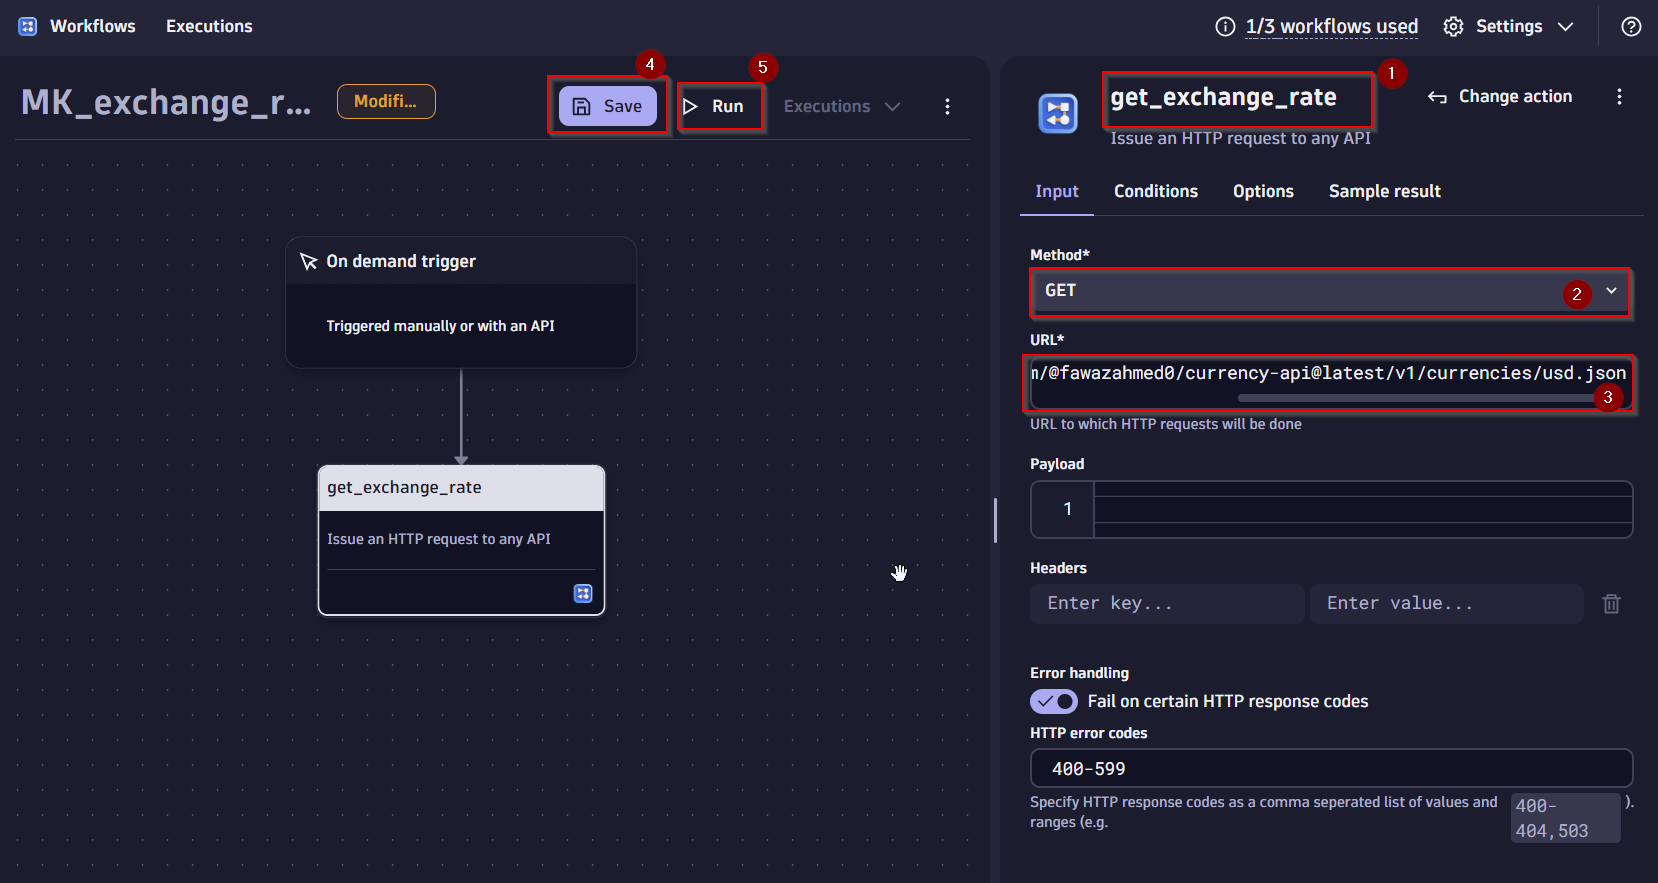 Workflows Executions 1/3 workflows used Settings
4 5 1
MK_exchange_r... Modifi... Save Run Executions
get_exchange_rate Change action
Issue an HTTP request to any API
Input Conditions Options Sample result
On demand trigger
Triggered manually or with an API
get_exchange_rate
Issue an HTTP request to any API
Method*
GET 2
URL*
/@fawazahmed0/currency-api@latest/v1/currencies/usd.json
3
URL to which HTTP requests will be done
Payload
1
Headers
Enter key... Enter value...
Error handling
Fail on certain HTTP response codes
HTTP error codes
400-599
Specify HTTP response codes as a comma seperated list of values and
ranges (e.g. 400-
404,503 ).